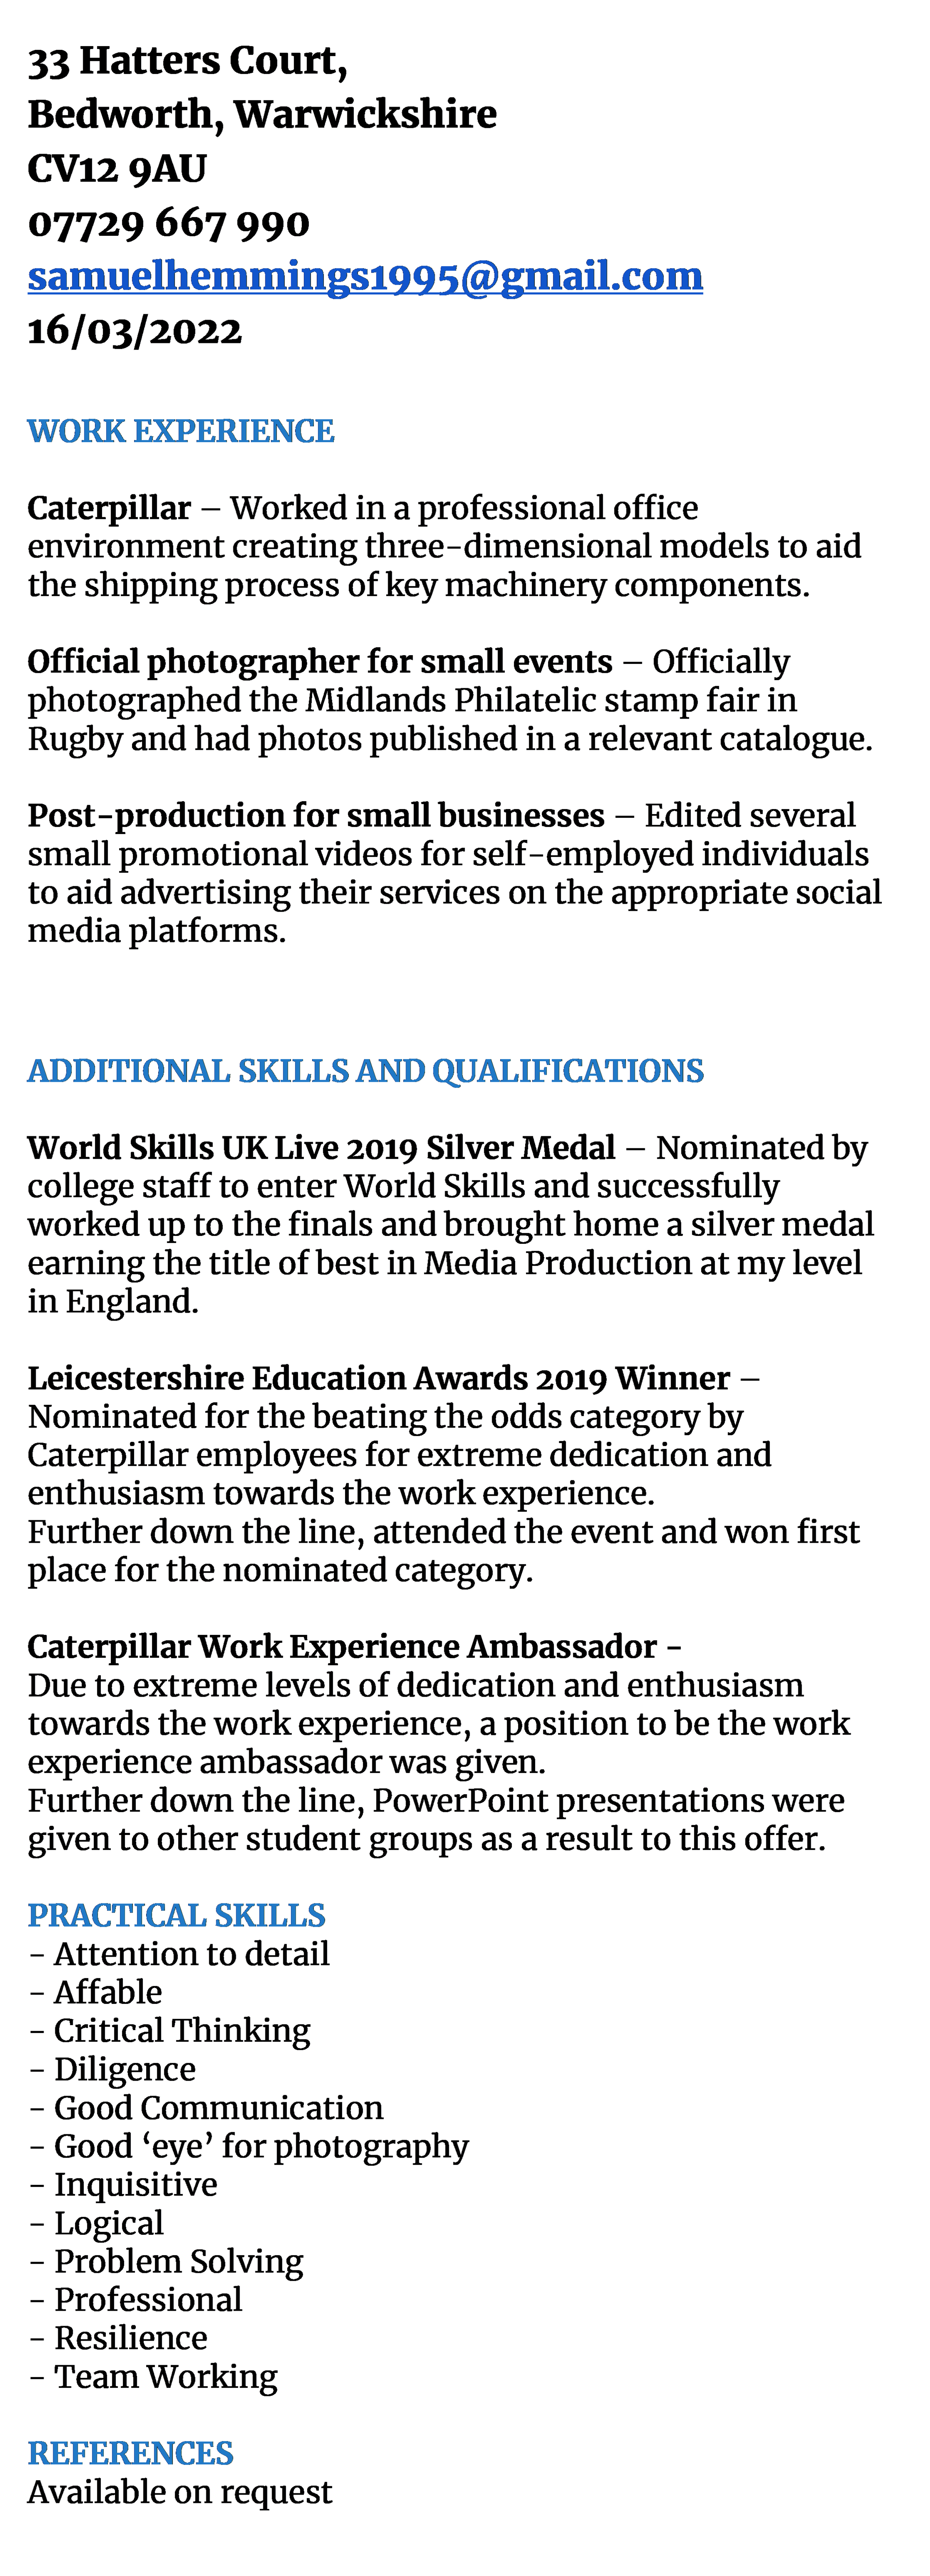 33 Hatters Court,
Bedworth, Warwickshire
CV12 9AU
07729 667 990
samuelhemmings1995@gmail.com
16/03/2022
WORK EXPERIENCE
Caterpillar – Worked in a professional office
environment creating three-dimensional models to aid
the shipping process of key machinery components.
Official photographer for small events – Officially
photographed the Midlands Philatelic stamp fair in
Rugby and had photos published in a relevant catalogue.
Post-production for small businesses – Edited several
small promotional videos for self-employed individuals
to aid advertising their services on the appropriate social
media platforms.
ADDITIONAL SKILLS AND QUALIFICATIONS
World Skills UK Live 2019 Silver Medal – Nominated by
college staff to enter World Skills and successfully
worked up to the finals and brought home a silver medal
earning the title of best in Media Production at my level
in England.
Leicestershire Education Awards 2019 Winner –
Nominated for the beating the odds category by
Caterpillar employees for extreme dedication and
enthusiasm towards the work experience.
Further down the line, attended the event and won first
place for the nominated category.
Caterpillar Work Experience Ambassador -
Due to extreme levels of dedication and enthusiasm
towards the work experience, a position to be the work
experience ambassador was given.
Further down the line, PowerPoint presentations were
given to other student groups as a result to this offer.
PRACTICAL SKILLS
- Attention to detail
- Affable
- Critical Thinking
- Diligence
- Good Communication
- Good ‘eye’ for photography
- Inquisitive
- Logical
- Problem Solving
- Professional
- Resilience
- Team Working
REFERENCES
Available on request